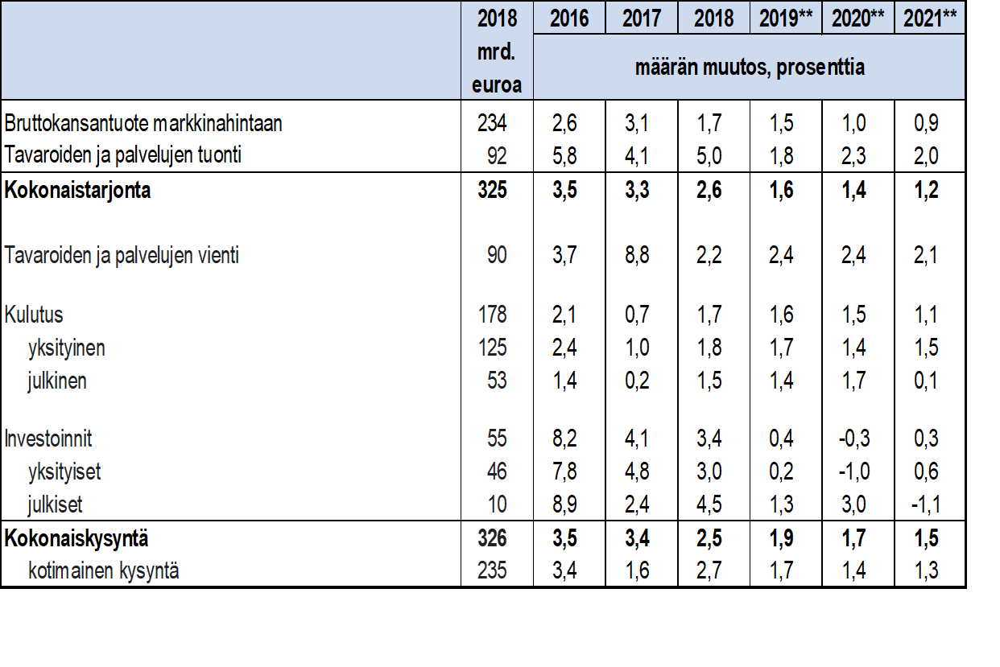 2018 2016 2017 2018 2019** 2020** 2021**
mrd.
euroa
määrän muutos, prosenttia
Bruttokansantuote markkinahintaan 234 2,6 3,1 1,7 1,5 1,0 0,9
Tavaroiden ja palvelujen tuonti 92 5,8 4,1 5,0 1,8 2,3 2,0
Kokonaistarjonta 325 3,5 3,3 2,6 1,6 1,4 1,2
Tavaroiden ja palvelujen vienti 90 3,7 8,8 2,2 2,4 2,4 2,1
Kulutus 178 2,1 0,7 1,7 1,6 1,5 1,1
yksityinen 125 2,4 1,0 1,8 1,7 1,4 1,5
julkinen 53 1,4 0,2 1,5 1,4 1,7 0,1
Investoinnit 55 8,2 4,1 3,4 0,4 -0,3 0,3
yksityiset 46 7,8 4,8 3,0 0,2 -1,0 0,6
julkiset 10 8,9 2,4 4,5 1,3 3,0 -1,1
Kokonaiskysyntä 326 3,5 3,4 2,5 1,9 1,7 1,5
kotimainen kysyntä 235 3,4 1,6 2,7 1,7 1,4 1,3